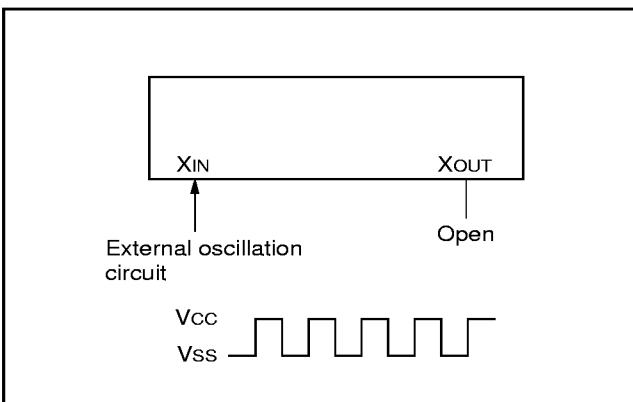 XIN
XOUT
External oscillation
circuit
Open
VCC
VSS